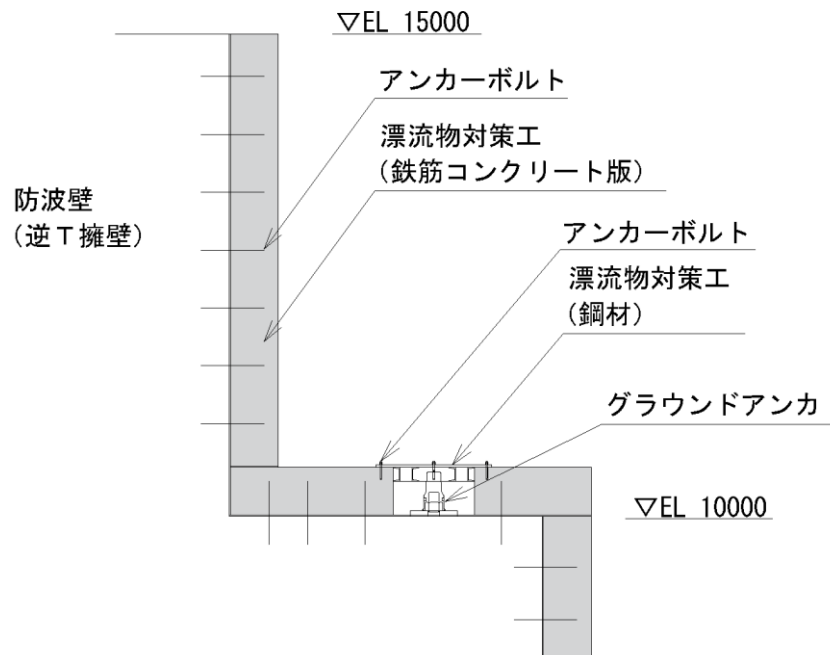 ▽EL 15000
アンカーボルト
漂流物対策工
(鉄筋コンクリート版)
防波壁
(逆T擁壁)
アンカーボルト
漂流物対策工
(鋼材)
グラウンドアンカ
▽EL 10000